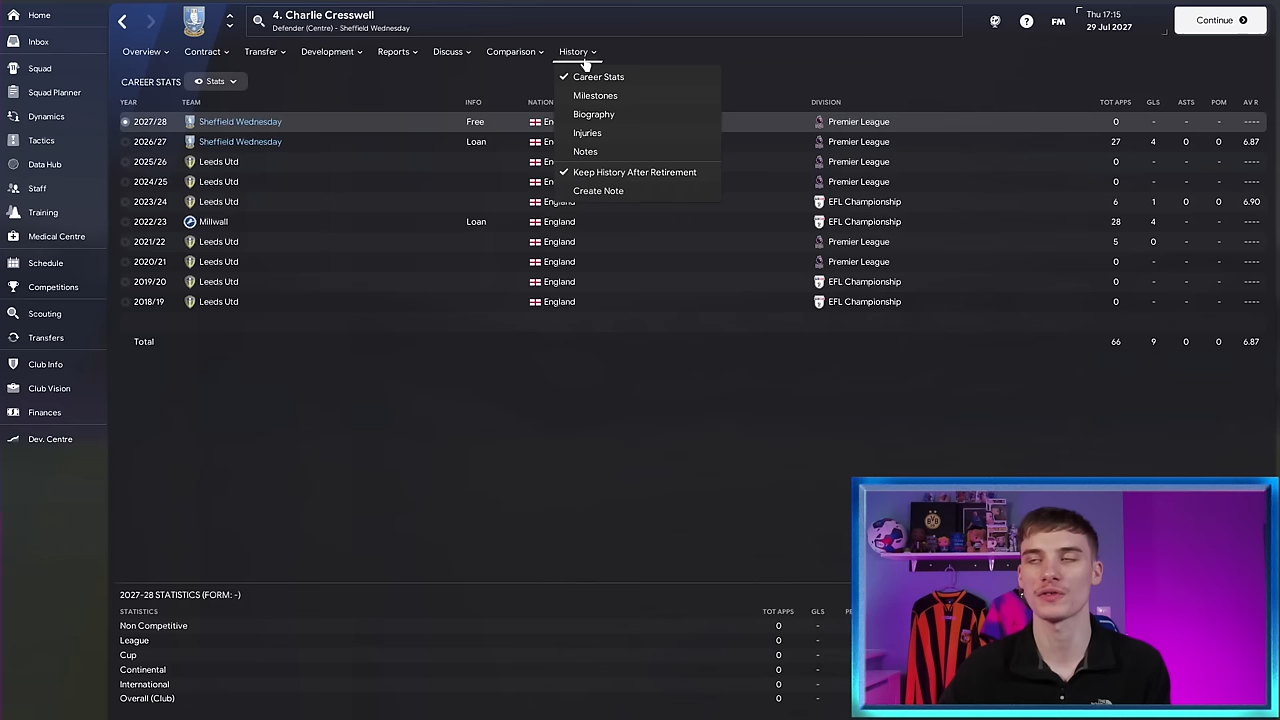 Home
Inbox
Squad
Squad Planner
Dynamics
Tactics
Data Hub
Staff
Training
Medical Centre
Schedule
Competitions
Scouting
Transfers
Club Info
Club Vision
Finances
Dev. Centre
4. Charlie Cresswell
Defender (Centre) - Sheffield Wednesday
FM
Thu 17:15
29 Jul 2027
Continue
Overview Contract Transfer Development Reports Discuss Comparison History
CAREER STATS Stats
Career Stats
Milestones
Biography
Injuries
Notes
Keep History After Retirement
Create Note
YEAR TEAM INFO NATION DIVISION TOT APPS GLS ASTS POM AV R
2027/28 Sheffield Wednesday Free En Premier League 0 - - - ----
2026/27 Sheffield Wednesday Loan En Premier League 27 4 0 0 6.87
2025/26 Leeds Utd En Premier League 0 - - - ----
2024/25 Leeds Utd En Premier League 0 - - - ----
2023/24 Leeds Utd England EFL Championship 6 1 0 0 6.90
2022/23 Millwall Loan England EFL Championship 28 4 - - ----
2021/22 Leeds Utd England Premier League 5 0 - - ----
2020/21 Leeds Utd England Premier League 0 - - - ----
2019/20 Leeds Utd England EFL Championship 0 - - - ----
2018/19 Leeds Utd England EFL Championship 0 - - - ----
Total 66 9 0 0 6.87
2027-28 STATISTICS (FORM: -)
STATISTICS TOT APPS GLS PE
Non Competitive 0 -
League 0 -
Cup 0 -
Continental 0 -
International 0 -
Overall (Club) 0 -
BVB
09